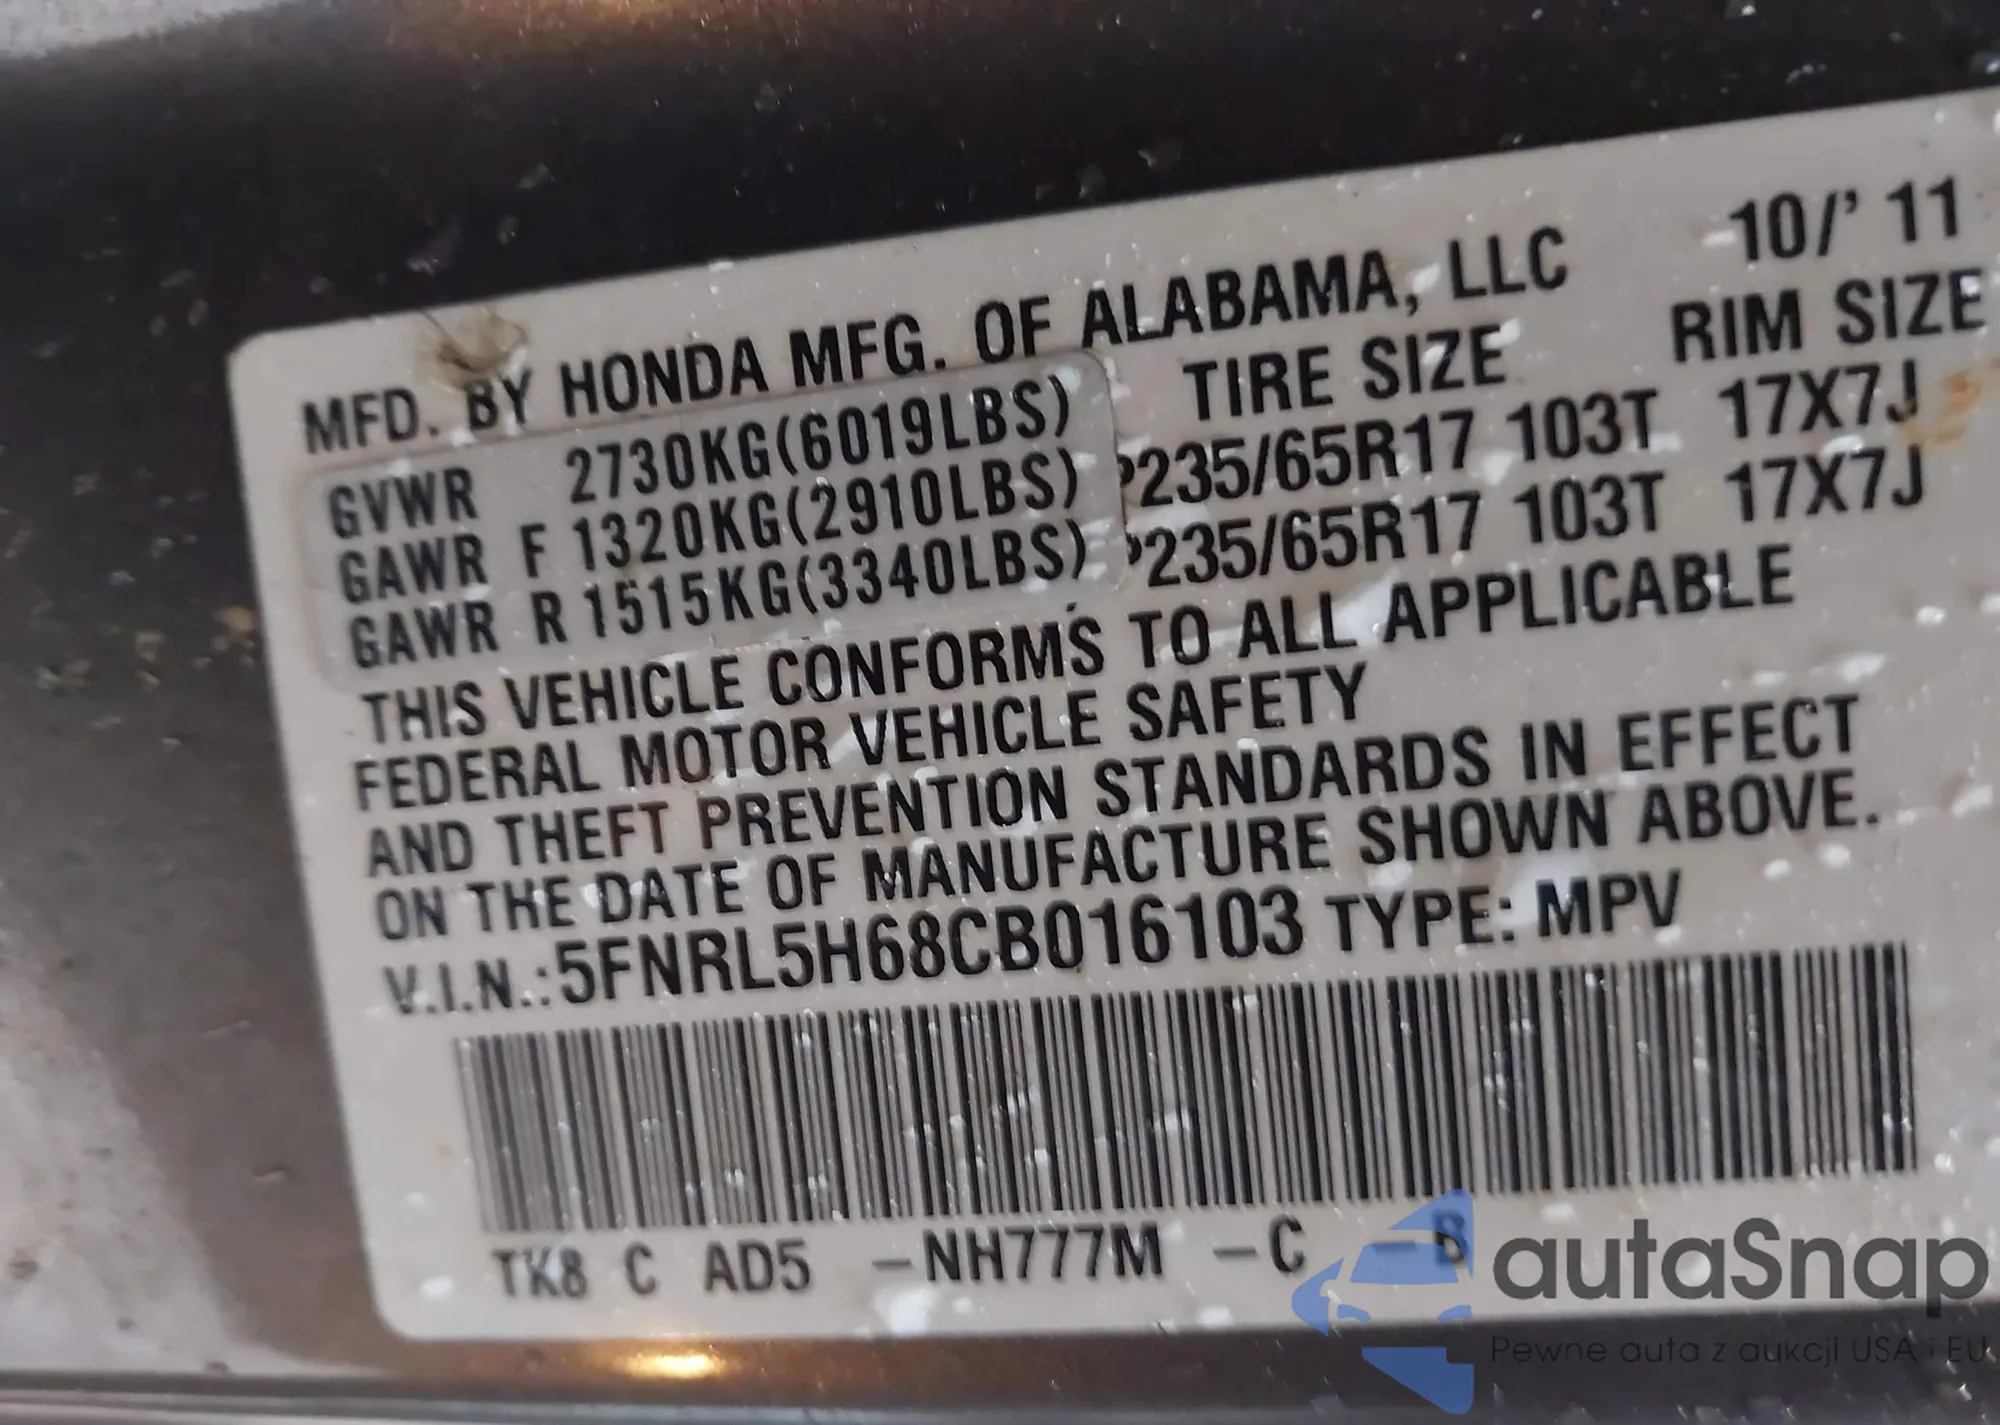 MFD. BY HONDA MFG. OF ALABAMA, LLC 10/' 11
TIRE SIZE RIM SIZE
GVWR 2730KG(6019LBS)
GAWR F 1320KG(2910LBS) P235/65R17 103T 17X7J
GAWR R 1515KG(3340LBS) P235/65R17 103T 17X7J
THIS VEHICLE CONFORMS TO ALL APPLICABLE
FEDERAL MOTOR VEHICLE SAFETY
AND THEFT PREVENTION STANDARDS IN EFFECT
ON THE DATE OF MANUFACTURE SHOWN ABOVE.
V.I.N.:5FNRL5H68CB016103 TYPE: MPV
TK8 C AD5 –NH777M –C –B
autaSnap
Pewne auta z aukcji USA i EU